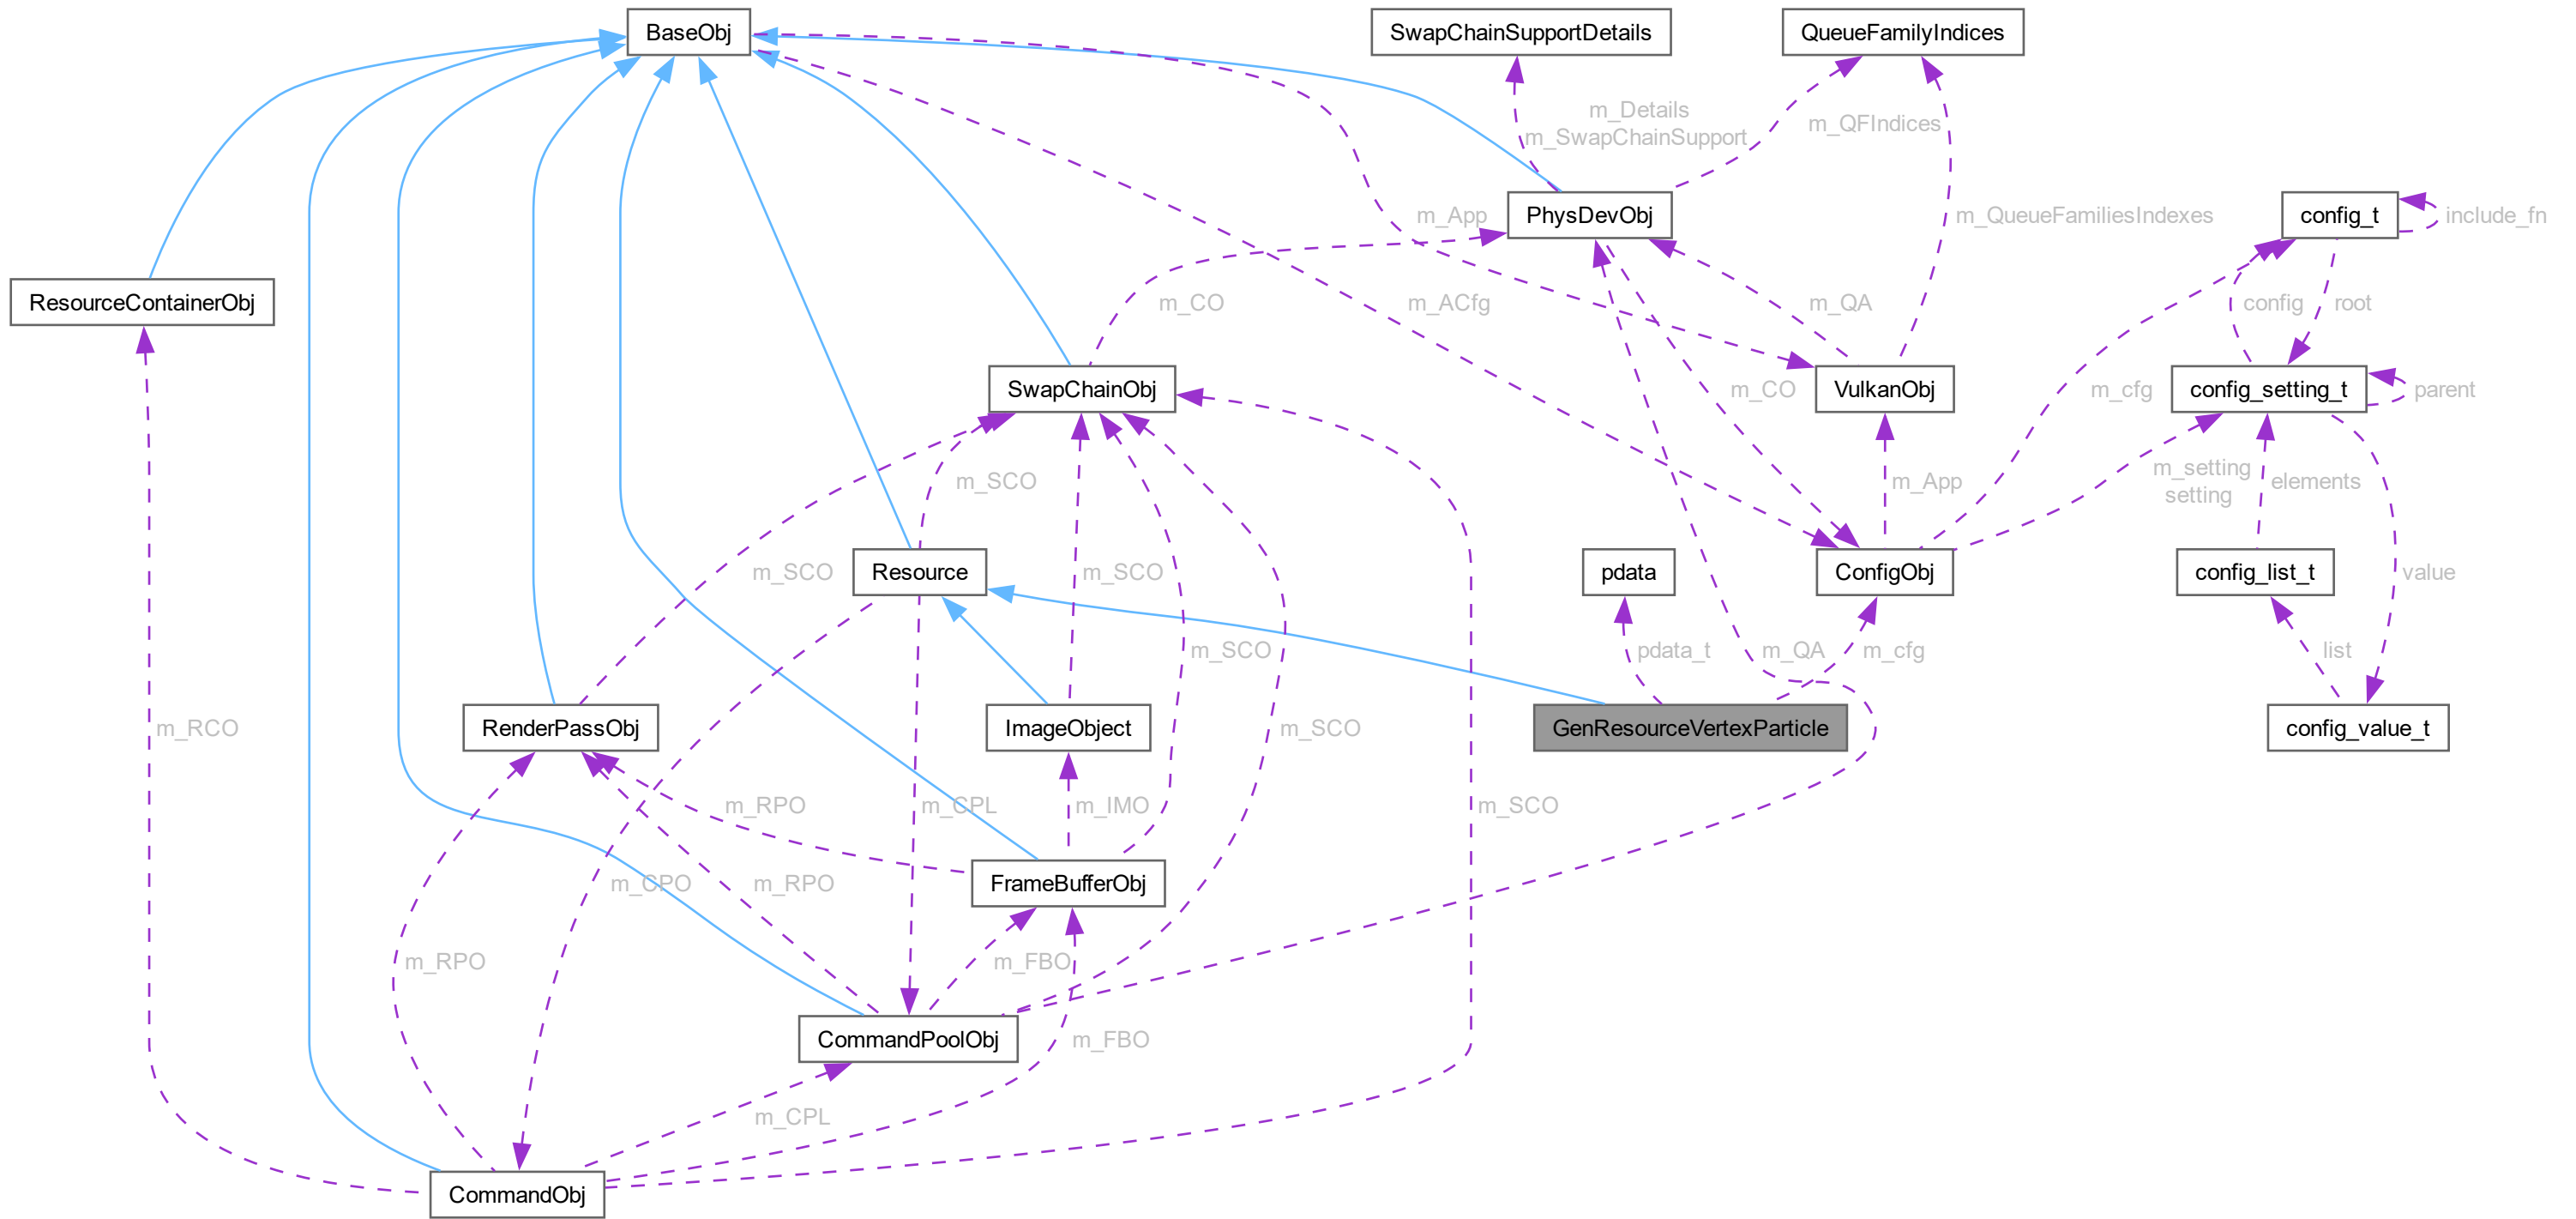 BaseObj
SwapChainSupportDetails
QueueFamilyIndices
m_Details
m_SwapChainSupport
m_QFIndices
PhysDevObj
m_App
m_QueueFamiliesIndexes
config_t
include_fn
ResourceContainerObj
m_CO
m_ACfg
m_QA
config
root
SwapChainObj
m_CO
VulkanObj
m_cfg
config_setting_t
parent
m_SCO
m_App
m_setting
setting
elements
m_SCO
Resource
m_SCO
pdata
ConfigObj
config_list_t
value
m_SCO
pdata_t
m_QA
m_cfg
list
m_RCO
RenderPassObj
ImageObject
m_SCO
GenResourceVertexParticle
config_value_t
m_RPO
m_CPL
m_IMO
m_SCO
m_CPO
m_RPO
FrameBufferObj
m_RPO
m_FBO
CommandPoolObj
m_FBO
m_CPL
CommandObj